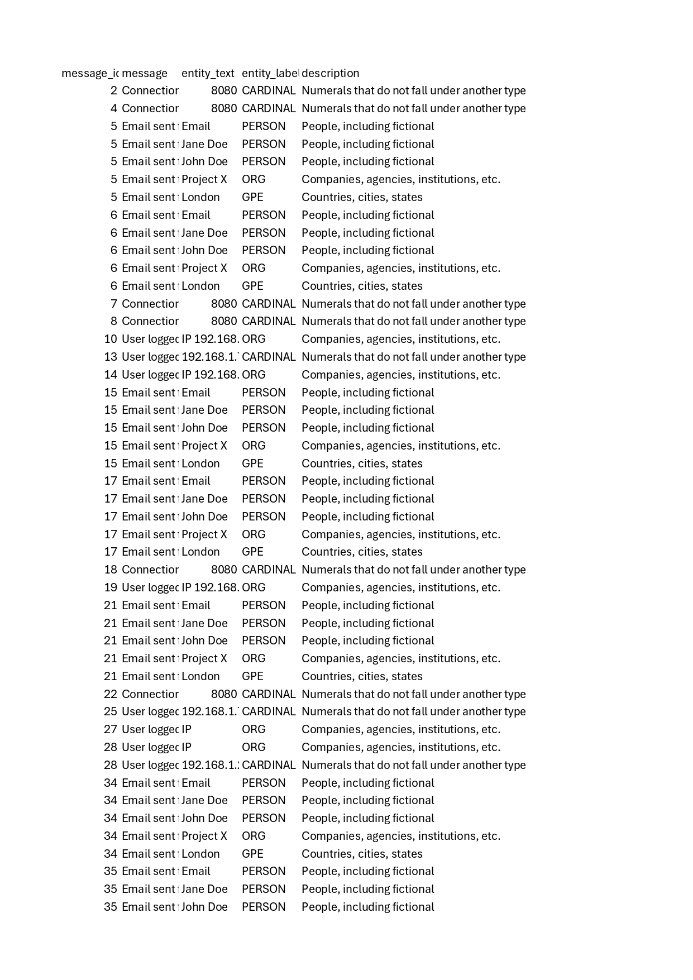 message_ic message entity_text entity_label description
2 Connection 8080 CARDINAL Numerals that do not fall under another type
4 Connection 8080 CARDINAL Numerals that do not fall under another type
5 Email sent Email PERSON People, including fictional
5 Email sent Jane Doe PERSON People, including fictional
5 Email sent John Doe PERSON People, including fictional
5 Email sent Project X ORG Companies, agencies, institutions, etc.
5 Email sent London GPE Countries, cities, states
6 Email sent Email PERSON People, including fictional
6 Email sent Jane Doe PERSON People, including fictional
6 Email sent John Doe PERSON People, including fictional
6 Email sent Project X ORG Companies, agencies, institutions, etc.
6 Email sent London GPE Countries, cities, states
7 Connection 8080 CARDINAL Numerals that do not fall under another type
8 Connection 8080 CARDINAL Numerals that do not fall under another type
10 User logged IP 192.168. ORG Companies, agencies, institutions, etc.
13 User logged 192.168.1. CARDINAL Numerals that do not fall under another type
14 User logged IP 192.168. ORG Companies, agencies, institutions, etc.
15 Email sent Email PERSON People, including fictional
15 Email sent Jane Doe PERSON People, including fictional
15 Email sent John Doe PERSON People, including fictional
15 Email sent Project X ORG Companies, agencies, institutions, etc.
15 Email sent London GPE Countries, cities, states
17 Email sent Email PERSON People, including fictional
17 Email sent Jane Doe PERSON People, including fictional
17 Email sent John Doe PERSON People, including fictional
17 Email sent Project X ORG Companies, agencies, institutions, etc.
17 Email sent London GPE Countries, cities, states
18 Connection 8080 CARDINAL Numerals that do not fall under another type
19 User logged IP 192.168. ORG Companies, agencies, institutions, etc.
21 Email sent Email PERSON People, including fictional
21 Email sent Jane Doe PERSON People, including fictional
21 Email sent John Doe PERSON People, including fictional
21 Email sent Project X ORG Companies, agencies, institutions, etc.
21 Email sent London GPE Countries, cities, states
22 Connection 8080 CARDINAL Numerals that do not fall under another type
25 User logged 192.168.1. CARDINAL Numerals that do not fall under another type
27 User logged IP ORG Companies, agencies, institutions, etc.
28 User logged IP ORG Companies, agencies, institutions, etc.
28 User logged 192.168.1. CARDINAL Numerals that do not fall under another type
34 Email sent Email PERSON People, including fictional
34 Email sent Jane Doe PERSON People, including fictional
34 Email sent John Doe PERSON People, including fictional
34 Email sent Project X ORG Companies, agencies, institutions, etc.
34 Email sent London GPE Countries, cities, states
35 Email sent Email PERSON People, including fictional
35 Email sent Jane Doe PERSON People, including fictional
35 Email sent John Doe PERSON People, including fictional